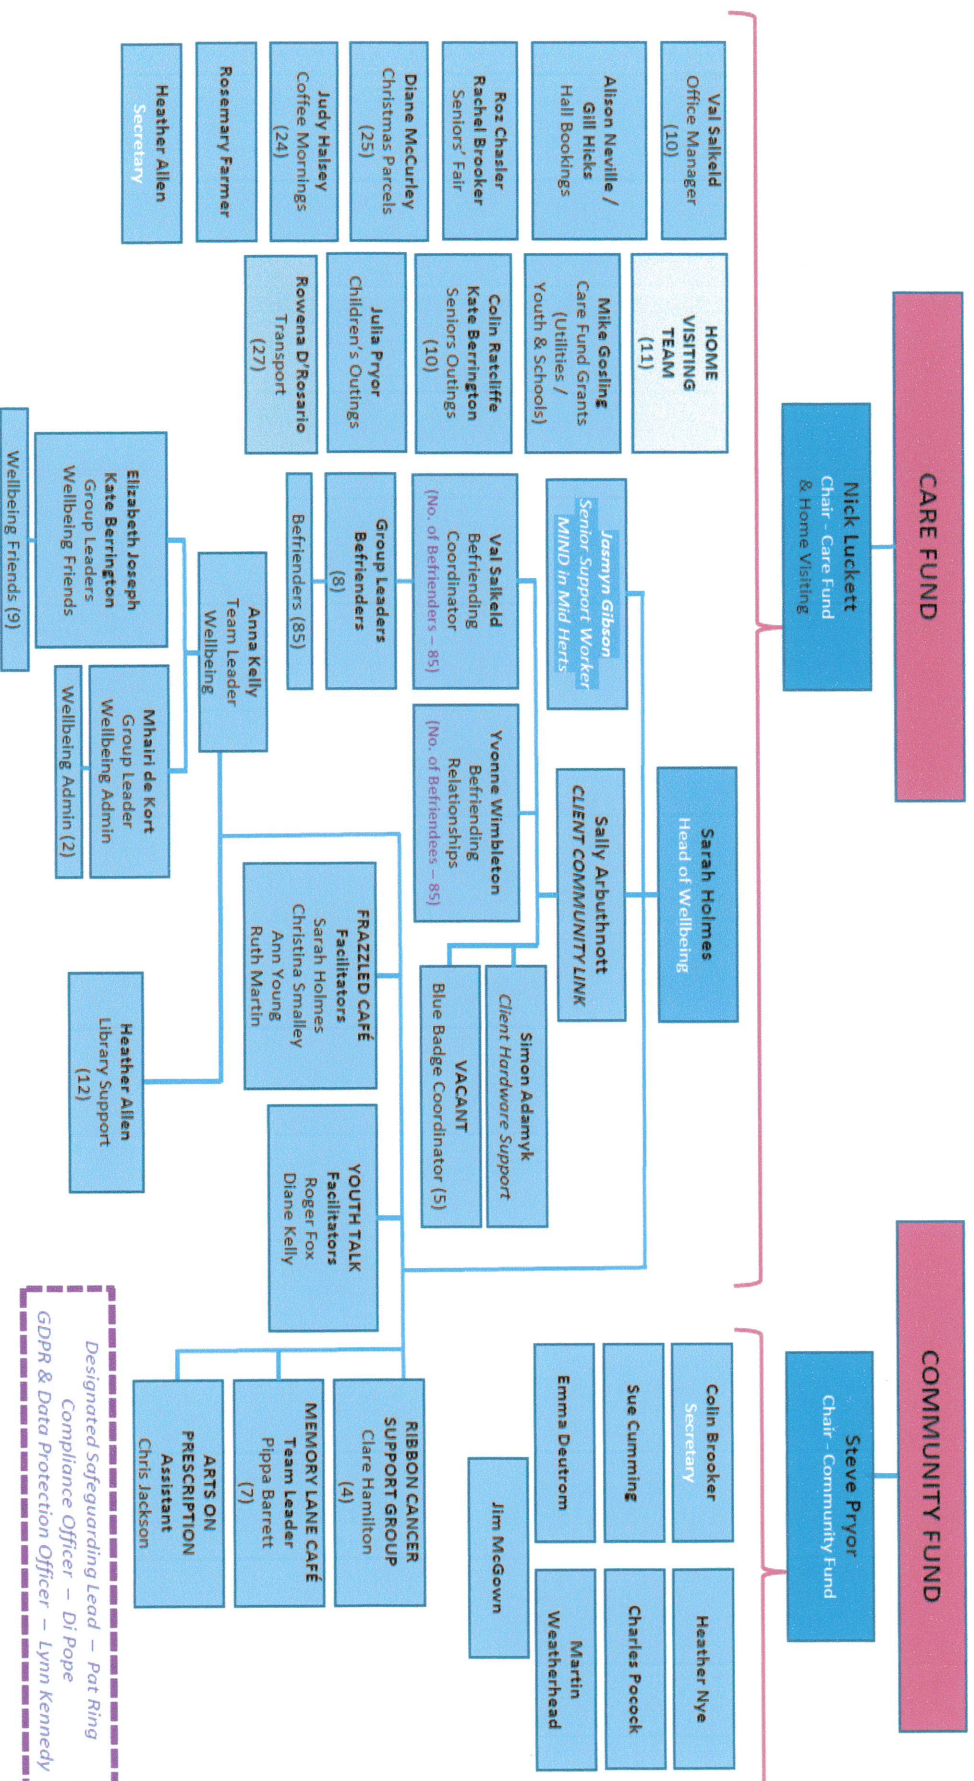 CARE FUND
Nick Luckett
Chair - Care Fund
& Home Visiting
Val Salkeld
Office Manager
(10)
Alison Neville /
Gill Hicks
Hall Bookings
Roz Chasler
Rachel Brooker
Seniors' Fair
Diane McCurley
Christmas Parcels
(25)
Judy Halsey
Coffee Mornings
(24)
Rosemary Farmer
Heather Allen
Secretary
HOME
VISITING
TEAM
(11)
Mike Gosling
Care Fund Grants
(Utilities /
Youth & Schools)
Colin Ratcliffe
Kate Berrington
Seniors Outings
(10)
Julia Pryor
Children's Outings
Rowena D'Rosario
Transport
(27)
Sarah Holmes
Head of Wellbeing
Jasmyn Gibson
Senior Support Worker
MIND in Mid Herts
Sally Arbuthnott
CLIENT COMMUNITY LINK
Val Salkeld
Befriending
Coordinator
(No. of Befrienders – 85)
Group Leaders
Befrienders
(8)
Befrienders (85)
Yvonne Wimbleton
Befriending
Relationships
(No. of Befriendees – 85)
Simon Adamyk
Client Hardware Support
VACANT
Blue Badge Coordinator (5)
Anna Kelly
Team Leader
Wellbeing
Elizabeth Joseph
Kate Berrington
Group Leaders
Wellbeing Friends
Wellbeing Friends (9)
Mhairi de Kort
Group Leader
Wellbeing Admin
Wellbeing Admin (2)
FRAZZLED CAFÉ
Facilitators
Sarah Holmes
Christina Smalley
Ann Young
Ruth Martin
Heather Allen
Library Support
(12)
YOUTH TALK
Facilitators
Roger Fox
Diane Kelly
RIBBON CANCER
SUPPORT GROUP
Clare Hamilton
(4)
MEMORY LANE CAFÉ
Team Leader
Pippa Barrett
(7)
ARTS ON
PRESCRIPTION
Assistant
Chris Jackson
COMMUNITY FUND
Steve Pryor
Chair - Community Fund
Colin Brooker
Secretary
Heather Nye
Sue Cumming
Charles Pocock
Emma Deutrom
Martin
Weatherhead
Jim McGown
Designated Safeguarding Lead – Pat Ring
Compliance Officer – Di Pope
GDPR & Data Protection Officer – Lynn Kennedy